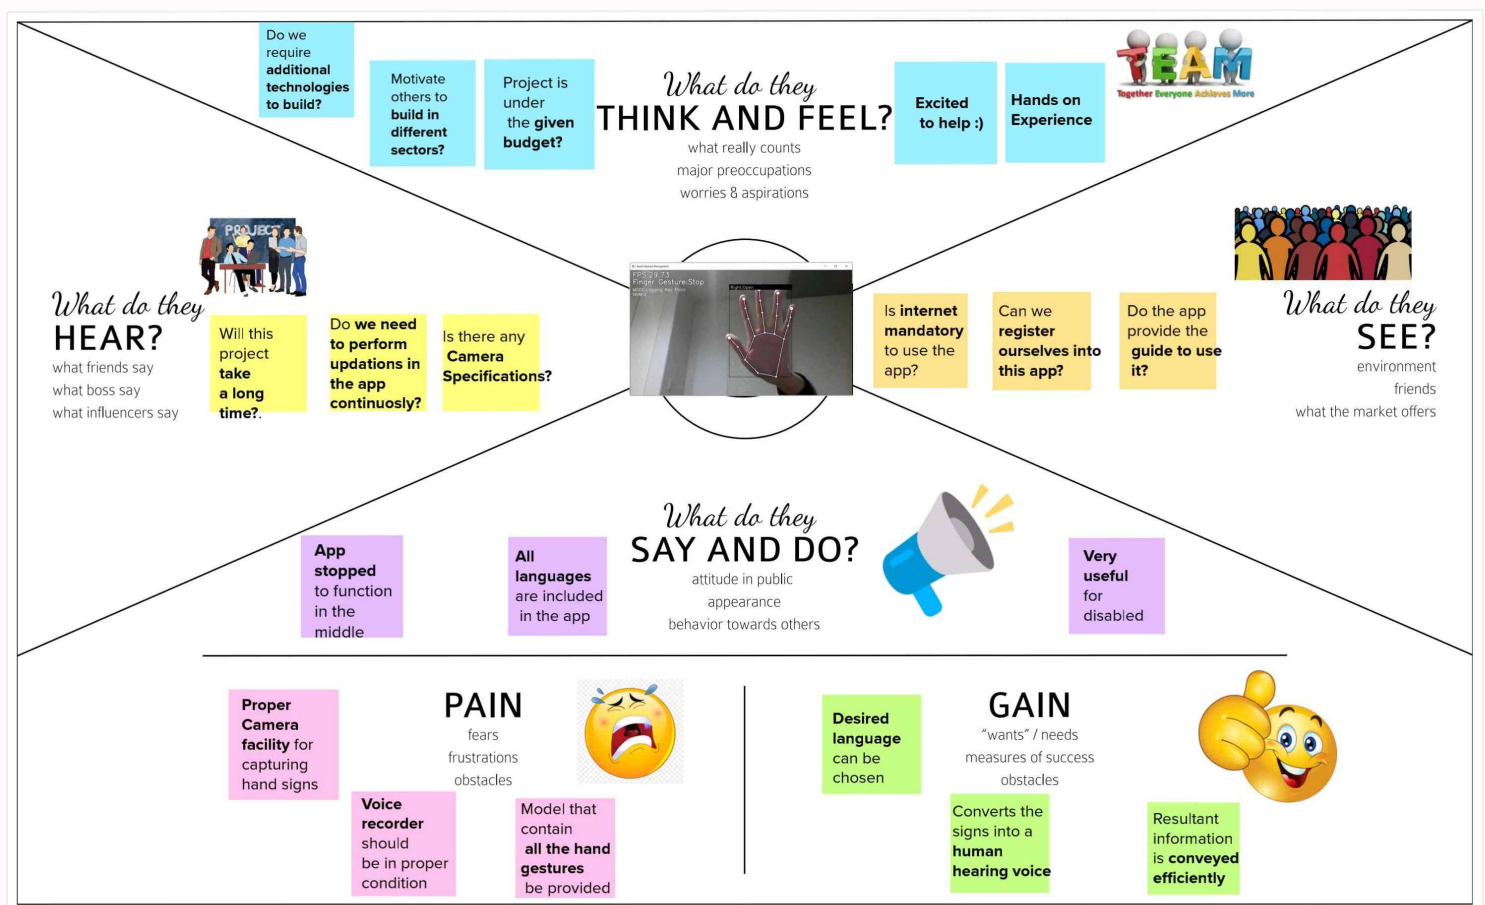 Do we
require
additional
technologies
to build?
Motivate
others to
build in
different
sectors?
Project is
under
the given
budget?
What do they
THINK AND FEEL?
what really counts
major preoccupations
worries & aspirations
Excited
to help :)
Hands on
Experience
TEAM
Together Everyone Achieves More
PROJECT
What do they
HEAR?
what friends say
what boss say
what influencers say
Will this
project
take
a long
time?.
Do we need
to perform
updations in
the app
continuosly?
Is there any
Camera
Specifications?
FPS:29.73
Finger Gesture:Stop
Right:Open
Is internet
mandatory
to use the
app?
Can we
register
ourselves into
this app?
Do the app
provide the
guide to use
it?
What do they
SEE?
environment
friends
what the market offers
What do they
SAY AND DO?
attitude in public
appearance
behavior towards others
App
stopped
to function
in the
middle
All
languages
are included
in the app
Very
useful
for
disabled
PAIN
fears
frustrations
obstacles
Proper
Camera
facility for
capturing
hand signs
Voice
recorder
should
be in proper
condition
Model that
contain
all the hand
gestures
be provided
GAIN
"wants" / needs
measures of success
obstacles
Desired
language
can be
chosen
Converts the
signs into a
human
hearing voice
Resultant
information
is conveyed
efficiently